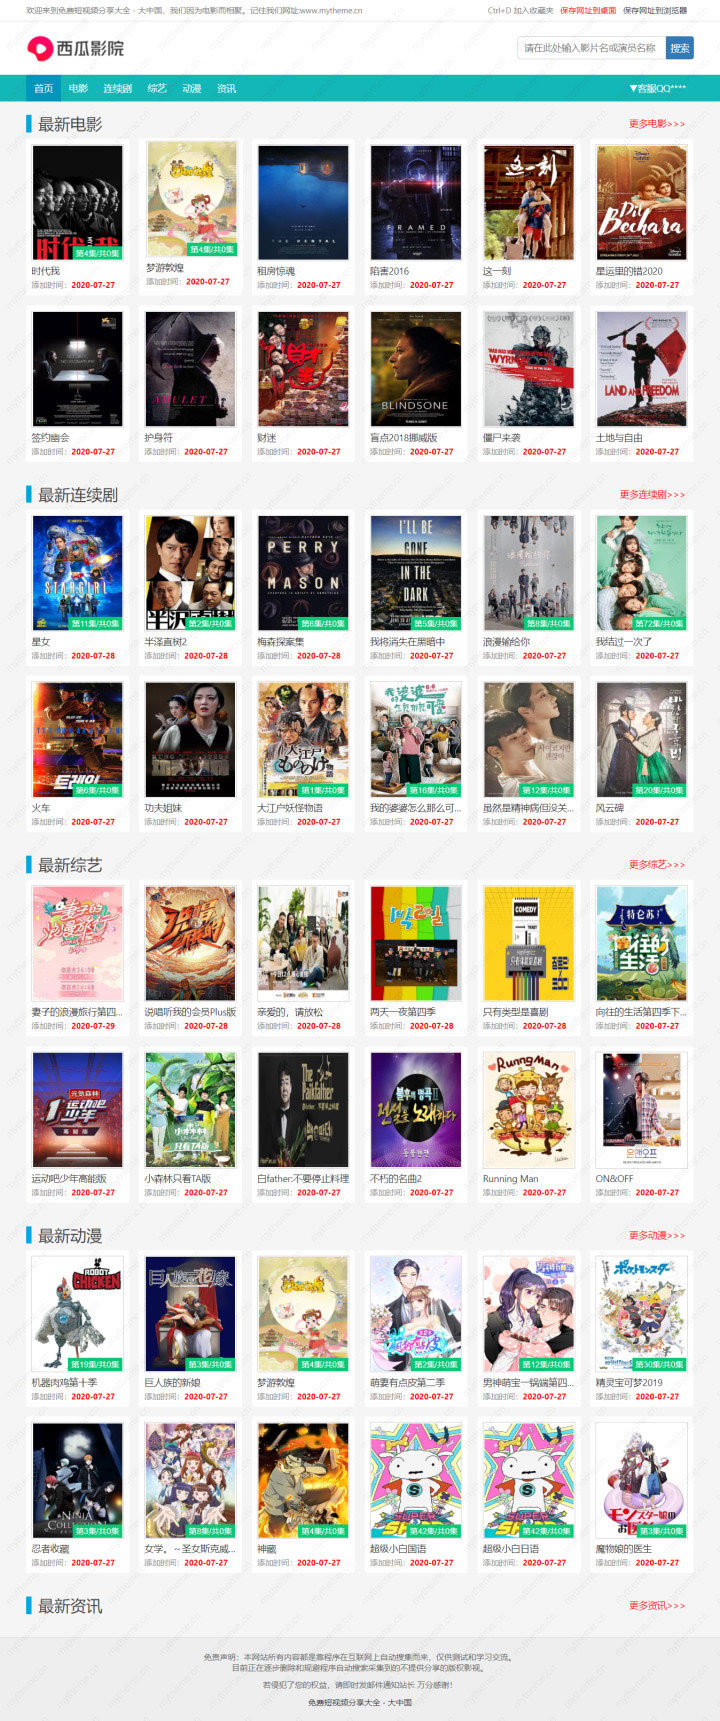 欢迎来到免费短视频分享大全 - 大中国，我们因为电影而相聚。记住我们网址:www.mytheme.cn
Ctrl+D 加入收藏夹 保存网址到桌面 保存网址到浏览器
西瓜影院
请在此处输入影片名或演员名称 搜索
首页 电影 连续剧 综艺 动漫 资讯 ▼客服QQ****
最新电影 更多电影>>>
第4集/共0集 第4集/共0集
时代我 梦游敦煌 租房惊魂 陷害2016 这一刻 星运里的错2020
添加时间：2020-07-27 添加时间：2020-07-27 添加时间：2020-07-27 添加时间：2020-07-27 添加时间：2020-07-27 添加时间：2020-07-27
签约幽会 护身符 财迷 盲点2018挪威版 僵尸来袭 土地与自由
添加时间：2020-07-27 添加时间：2020-07-27 添加时间：2020-07-27 添加时间：2020-07-27 添加时间：2020-07-27 添加时间：2020-07-27
最新连续剧 更多连续剧>>>
第11集/共0集 第2集/共0集 第6集/共0集 第5集/共0集 第8集/共0集 第72集/共0集
星女 半泽直树2 梅森探案集 我将消失在黑暗中 浪漫输给你 我结过一次了
添加时间：2020-07-28 添加时间：2020-07-28 添加时间：2020-07-28 添加时间：2020-07-27 添加时间：2020-07-27 添加时间：2020-07-27
第6集/共0集 第1集/共0集 第16集/共0集 第12集/共0集 第20集/共0集
火车 功夫姐妹 大江户妖怪物语 我的婆婆怎么那么可... 虽然是精神病但没关... 风云碑
添加时间：2020-07-27 添加时间：2020-07-27 添加时间：2020-07-27 添加时间：2020-07-27 添加时间：2020-07-27 添加时间：2020-07-27
最新综艺 更多综艺>>>
妻子的浪漫旅行第四... 说唱听我的会员Plus版 亲爱的，请放松 两天一夜第四季 只有类型是喜剧 向往的生活第四季下...
添加时间：2020-07-29 添加时间：2020-07-28 添加时间：2020-07-28 添加时间：2020-07-28 添加时间：2020-07-28 添加时间：2020-07-27
运动吧少年高能版 小森林只看TA版 白father:不要停止料理 不朽的名曲2 Running Man ON&OFF
添加时间：2020-07-27 添加时间：2020-07-27 添加时间：2020-07-27 添加时间：2020-07-27 添加时间：2020-07-27 添加时间：2020-07-27
最新动漫 更多动漫>>>
第19集/共0集 第3集/共0集 第4集/共0集 第2集/共0集 第12集/共0集 第30集/共0集
机器肉鸡第十季 巨人族的新娘 梦游敦煌 萌妻有点皮第二季 男神萌宝一锅端第四... 精灵宝可梦2019
添加时间：2020-07-27 添加时间：2020-07-27 添加时间：2020-07-27 添加时间：2020-07-27 添加时间：2020-07-27 添加时间：2020-07-27
第3集/共0集 第8集/共0集 第4集/共0集 第42集/共0集 第42集/共0集 第3集/共0集
忍者收藏 女学。～圣女斯克威... 神藏 超级小白国语 超级小白日语 魔物娘的医生
添加时间：2020-07-27 添加时间：2020-07-27 添加时间：2020-07-27 添加时间：2020-07-27 添加时间：2020-07-27 添加时间：2020-07-27
最新资讯 更多资讯>>>
免责声明：本网站所有内容都是靠程序在互联网上自动搜集而来，仅供测试和学习交流。
目前正在逐步删除和规避程序自动搜索采集到的不提供分享的版权影视。
若侵犯了您的权益，请即时发邮件通知站长 万分感谢！
免费短视频分享大全 - 大中国